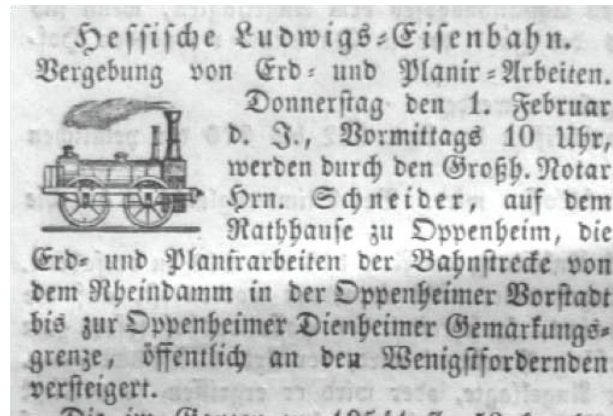 Hessische Ludwigs-Eisenbahn.
Vergebung von Erd- und Planir-Arbeiten.
Donnerstag den 1. Februar
d. J., Vormittags 10 Uhr,
werden durch den Großh. Notar
Hrn. Schneider, auf dem
Rathhause zu Oppenheim, die
Erd- und Planirarbeiten der Bahnstrecke von
dem Rheindamm in der Oppenheimer Vorstadt
bis zur Oppenheimer Dienheimer Gemarkungs-
grenze, öffentlich an den Wenigstfordernden
versteigert.